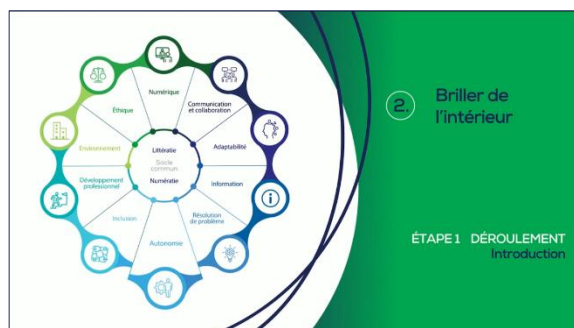 Numérique
Communication
et collaboration
Adaptabilité
Information
Résolution
de problème
Autonomie
Inclusion
Développement
professionnel
Environnement
Éthique
Littératie
Socle
commun
Numératie
2.
Briller de
l'intérieur
ÉTAPE 1 DÉROULEMENT
Introduction